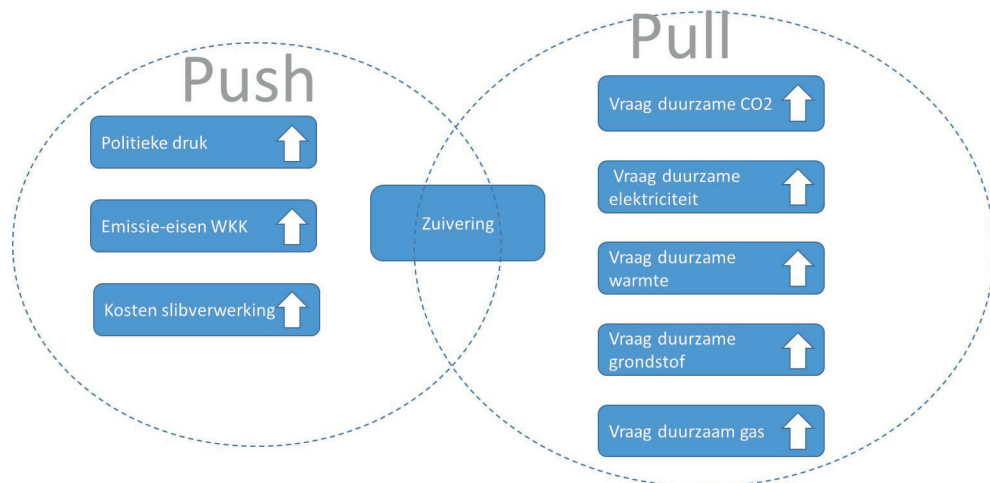 Push
Politieke druk
Emissie-eisen WKK
Kosten slibverwerking
Zuivering
Pull
Vraag duurzame CO2
Vraag duurzame
elektriciteit
Vraag duurzame
warmte
Vraag duurzame
grondstof
Vraag duurzaam gas